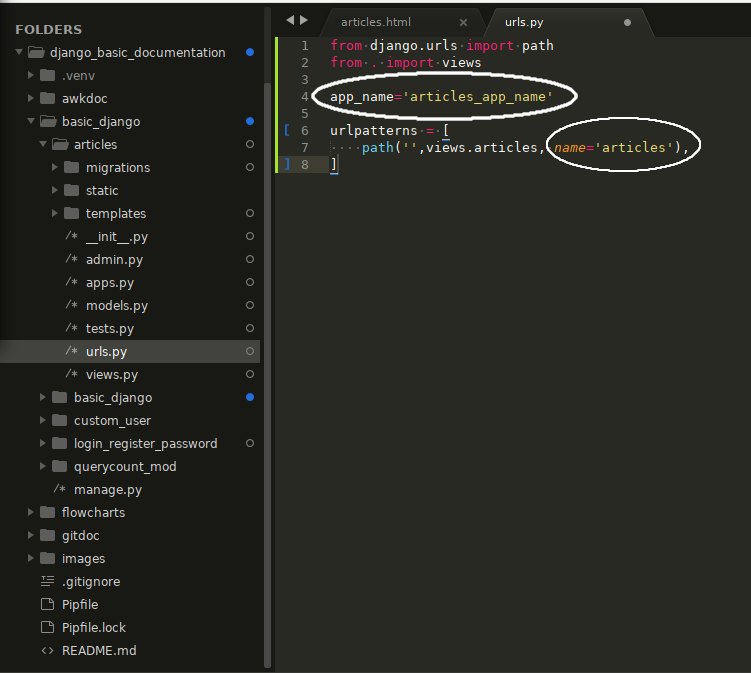 FOLDERS
django_basic_documentation
.venv
awkdoc
basic_django
articles
migrations
static
templates
/* __init__.py
/* admin.py
/* apps.py
/* models.py
/* tests.py
/* urls.py
/* views.py
basic_django
custom_user
login_register_password
querycount_mod
/* manage.py
flowcharts
gitdoc
images
.gitignore
Pipfile
Pipfile.lock
<> README.md
articles.html ×
urls.py
1 from django.urls import path
2 from . import views
3
4 app_name='articles_app_name'
5
[ 6 urlpatterns = [
7 ····path('',views.articles, name='articles'),
] 8 ]